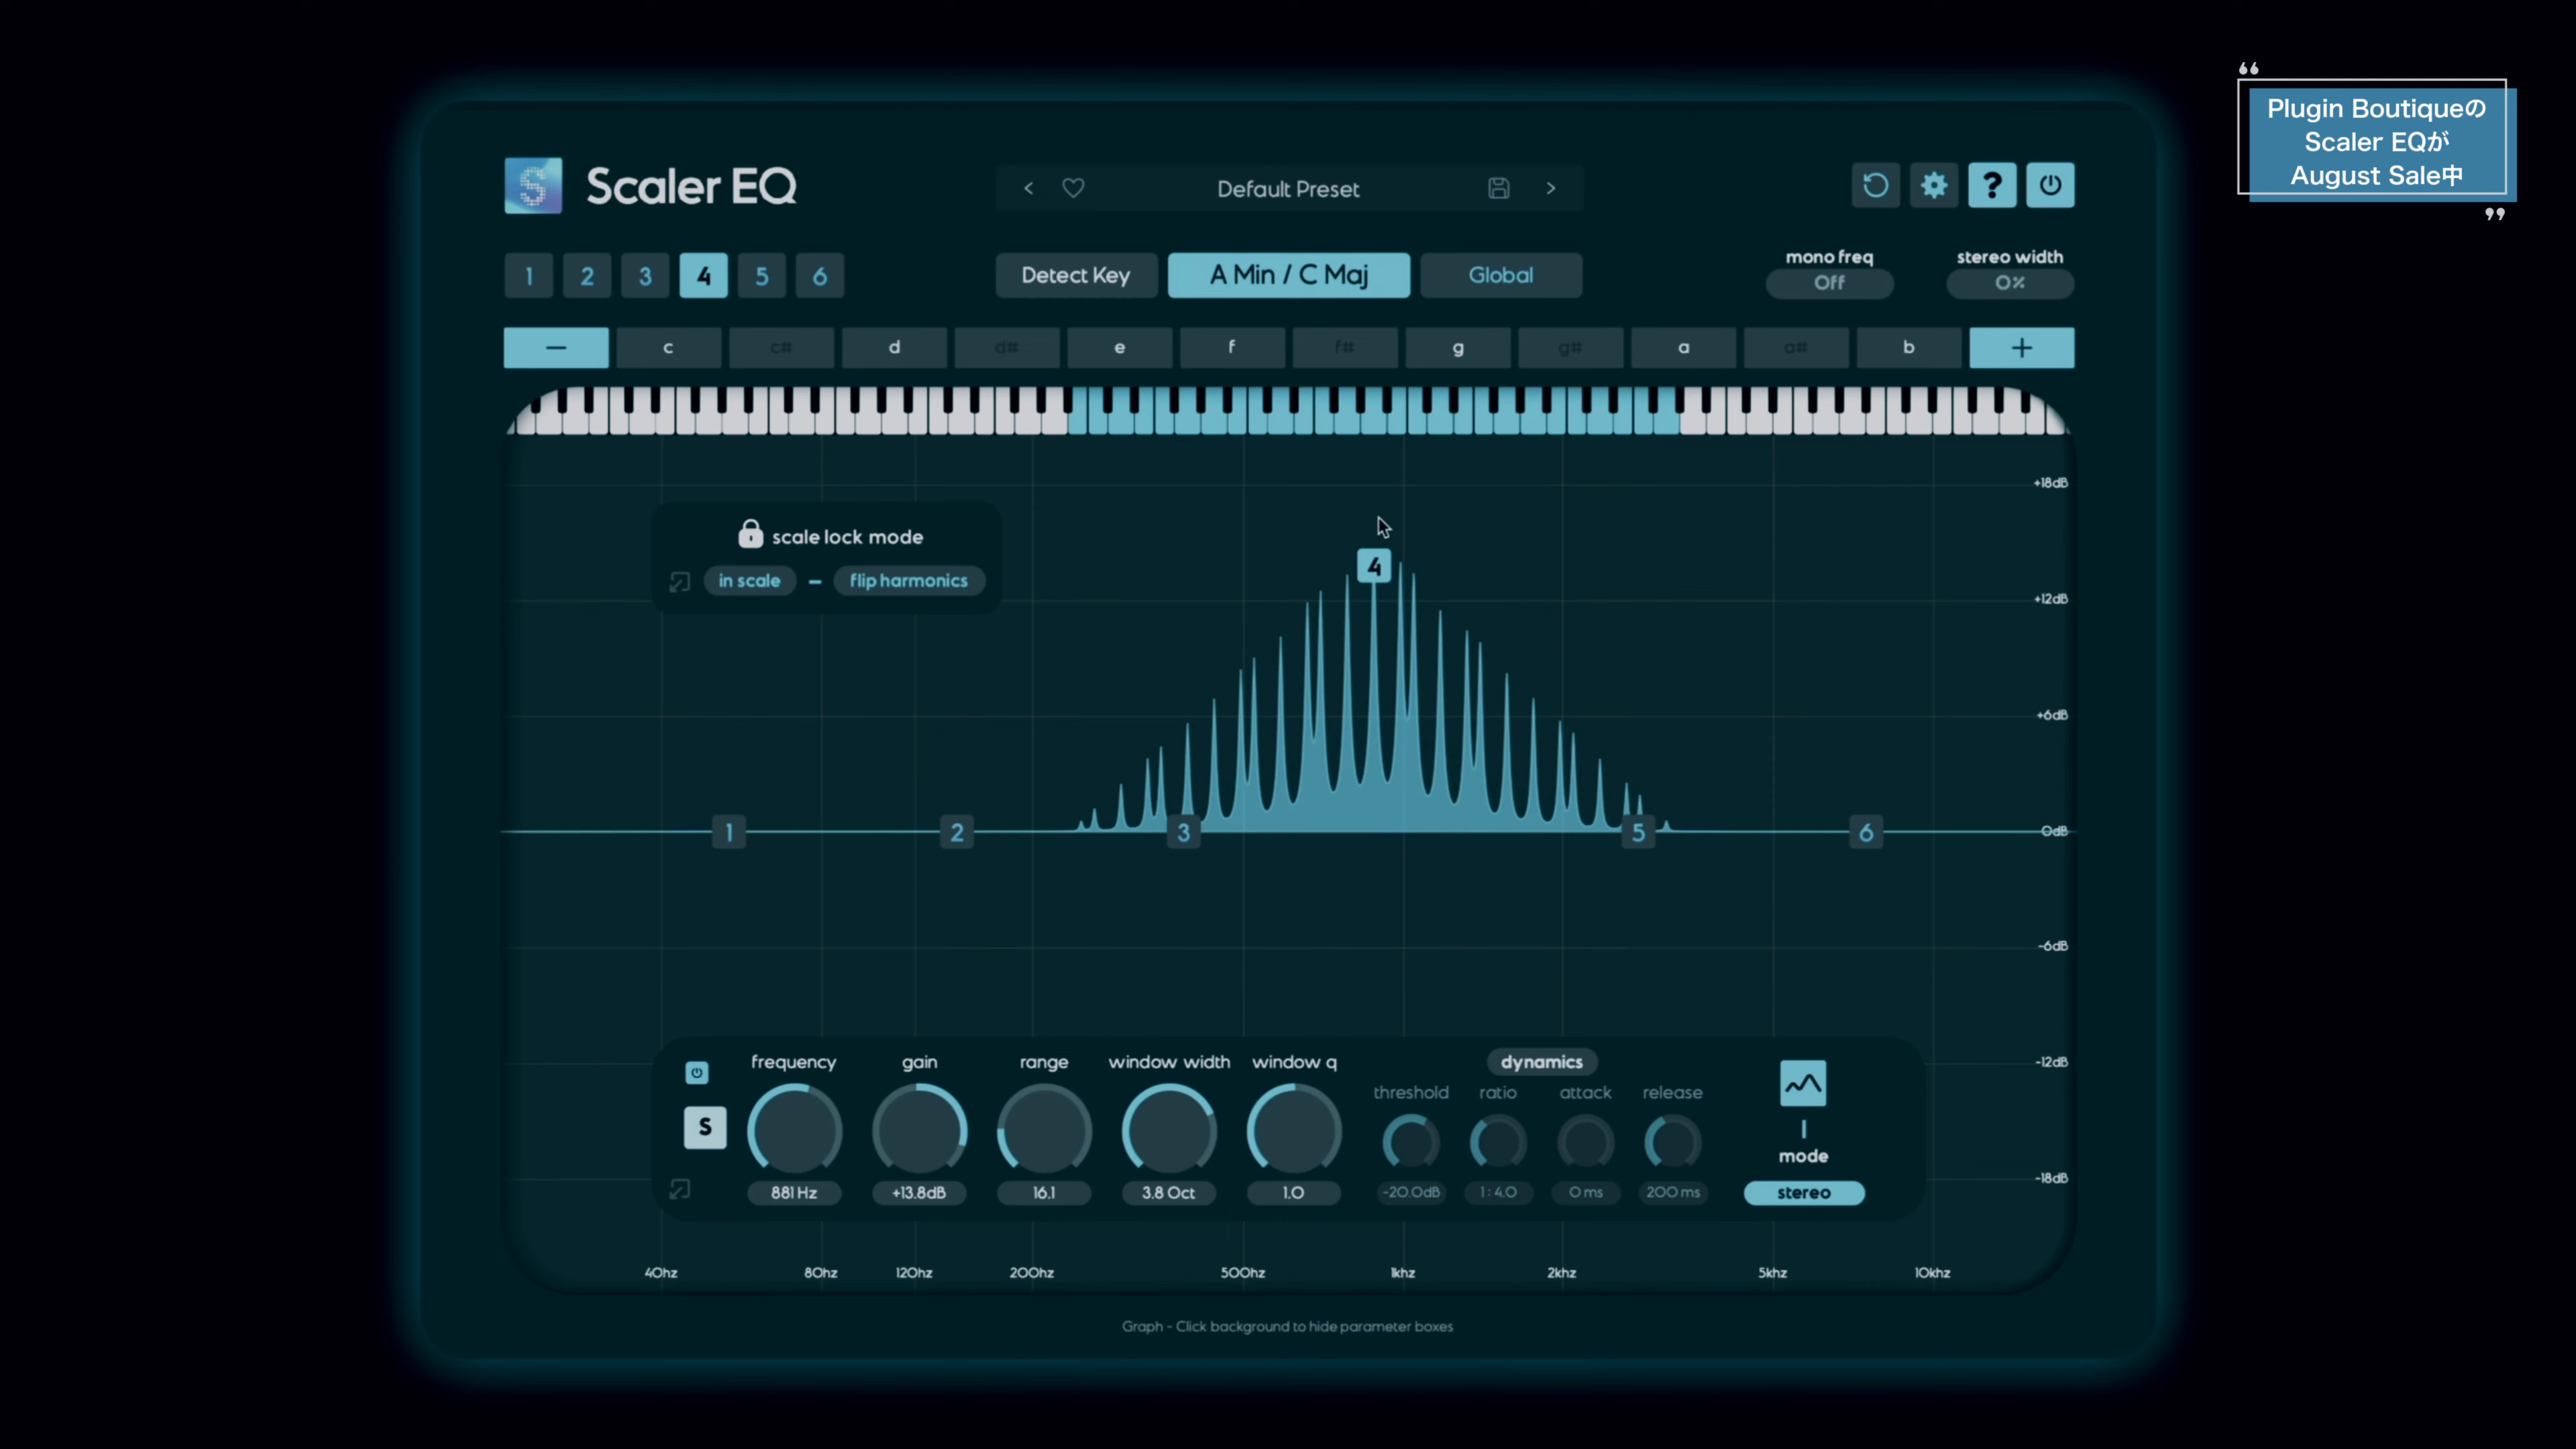 “
Plugin Boutiqueの
Scaler EQが
August Sale中
”
S Scaler EQ
< Default Preset >
?
1 2 3 4 5 6
Detect Key
A Min / C Maj
Global
mono freq
Off
stereo width
0%
– c c# d d# e f f# g g# a a# b +
+18dB
scale lock mode
in scale – flip harmonics
4
+12dB
+6dB
1 2 3 5 6 0dB
-6dB
-12dB
-18dB
S
frequency
881 Hz
gain
+13.8dB
range
16.1
window width
3.8 Oct
window q
1.0
dynamics
threshold
-20.0dB
ratio
1 : 4.0
attack
0 ms
release
200 ms
mode
stereo
40hz 80hz 120hz 200hz 500hz 1khz 2khz 5khz 10khz
Graph - Click background to hide parameter boxes